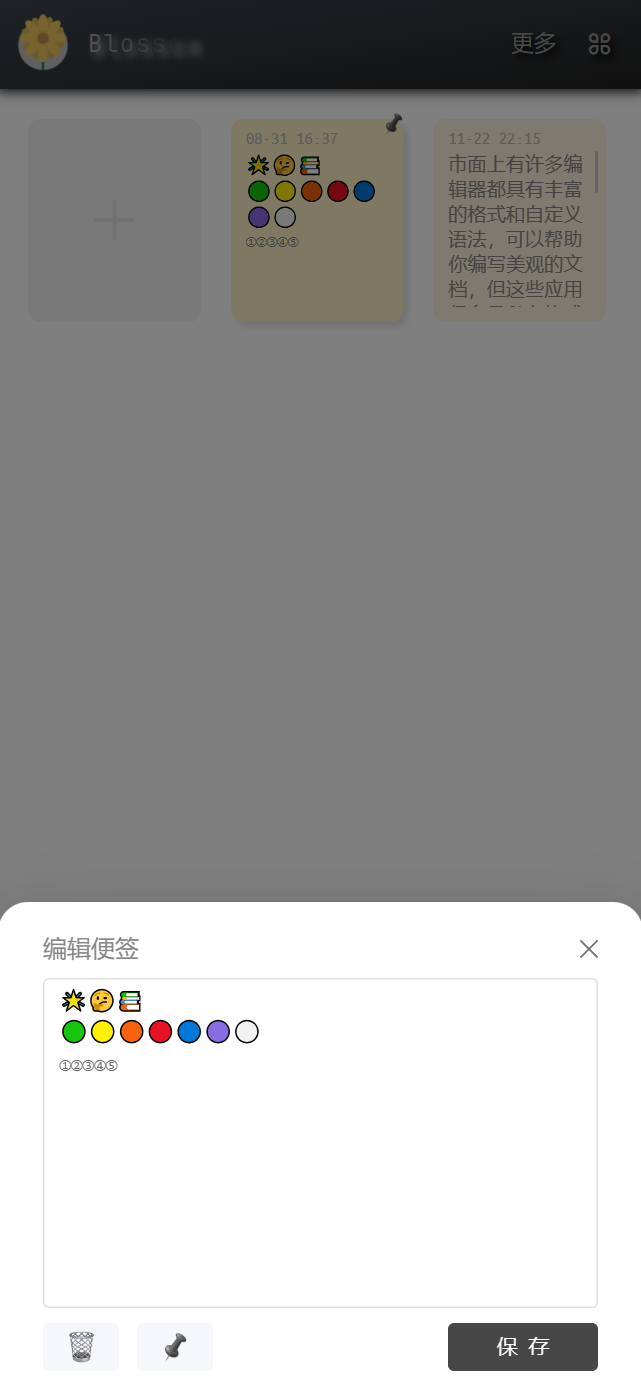 Blossom
更多
08-31 16:37
🌟🤔📚
🟢🟡🟠🔴🔵
🟣⚪
①②③④⑤
11-22 22:15
市面上有许多编
辑器都具有丰富
的格式和自定义
语法，可以帮助
你编写美观的文
档，但这些应用
编辑便签
🌟🤔📚
🟢🟡🟠🔴🔵🟣⚪
①②③④⑤
保存